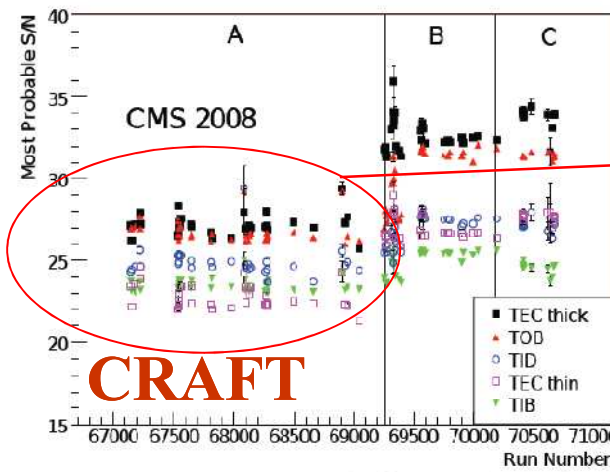 Most Probable S/N
40
35
30
25
20
15
A
B
C
CMS 2008
CRAFT
TEC thick
TOB
TID
TEC thin
TIB
67000 67500 68000 68500 69000 69500 70000 70500 71000
Run Number